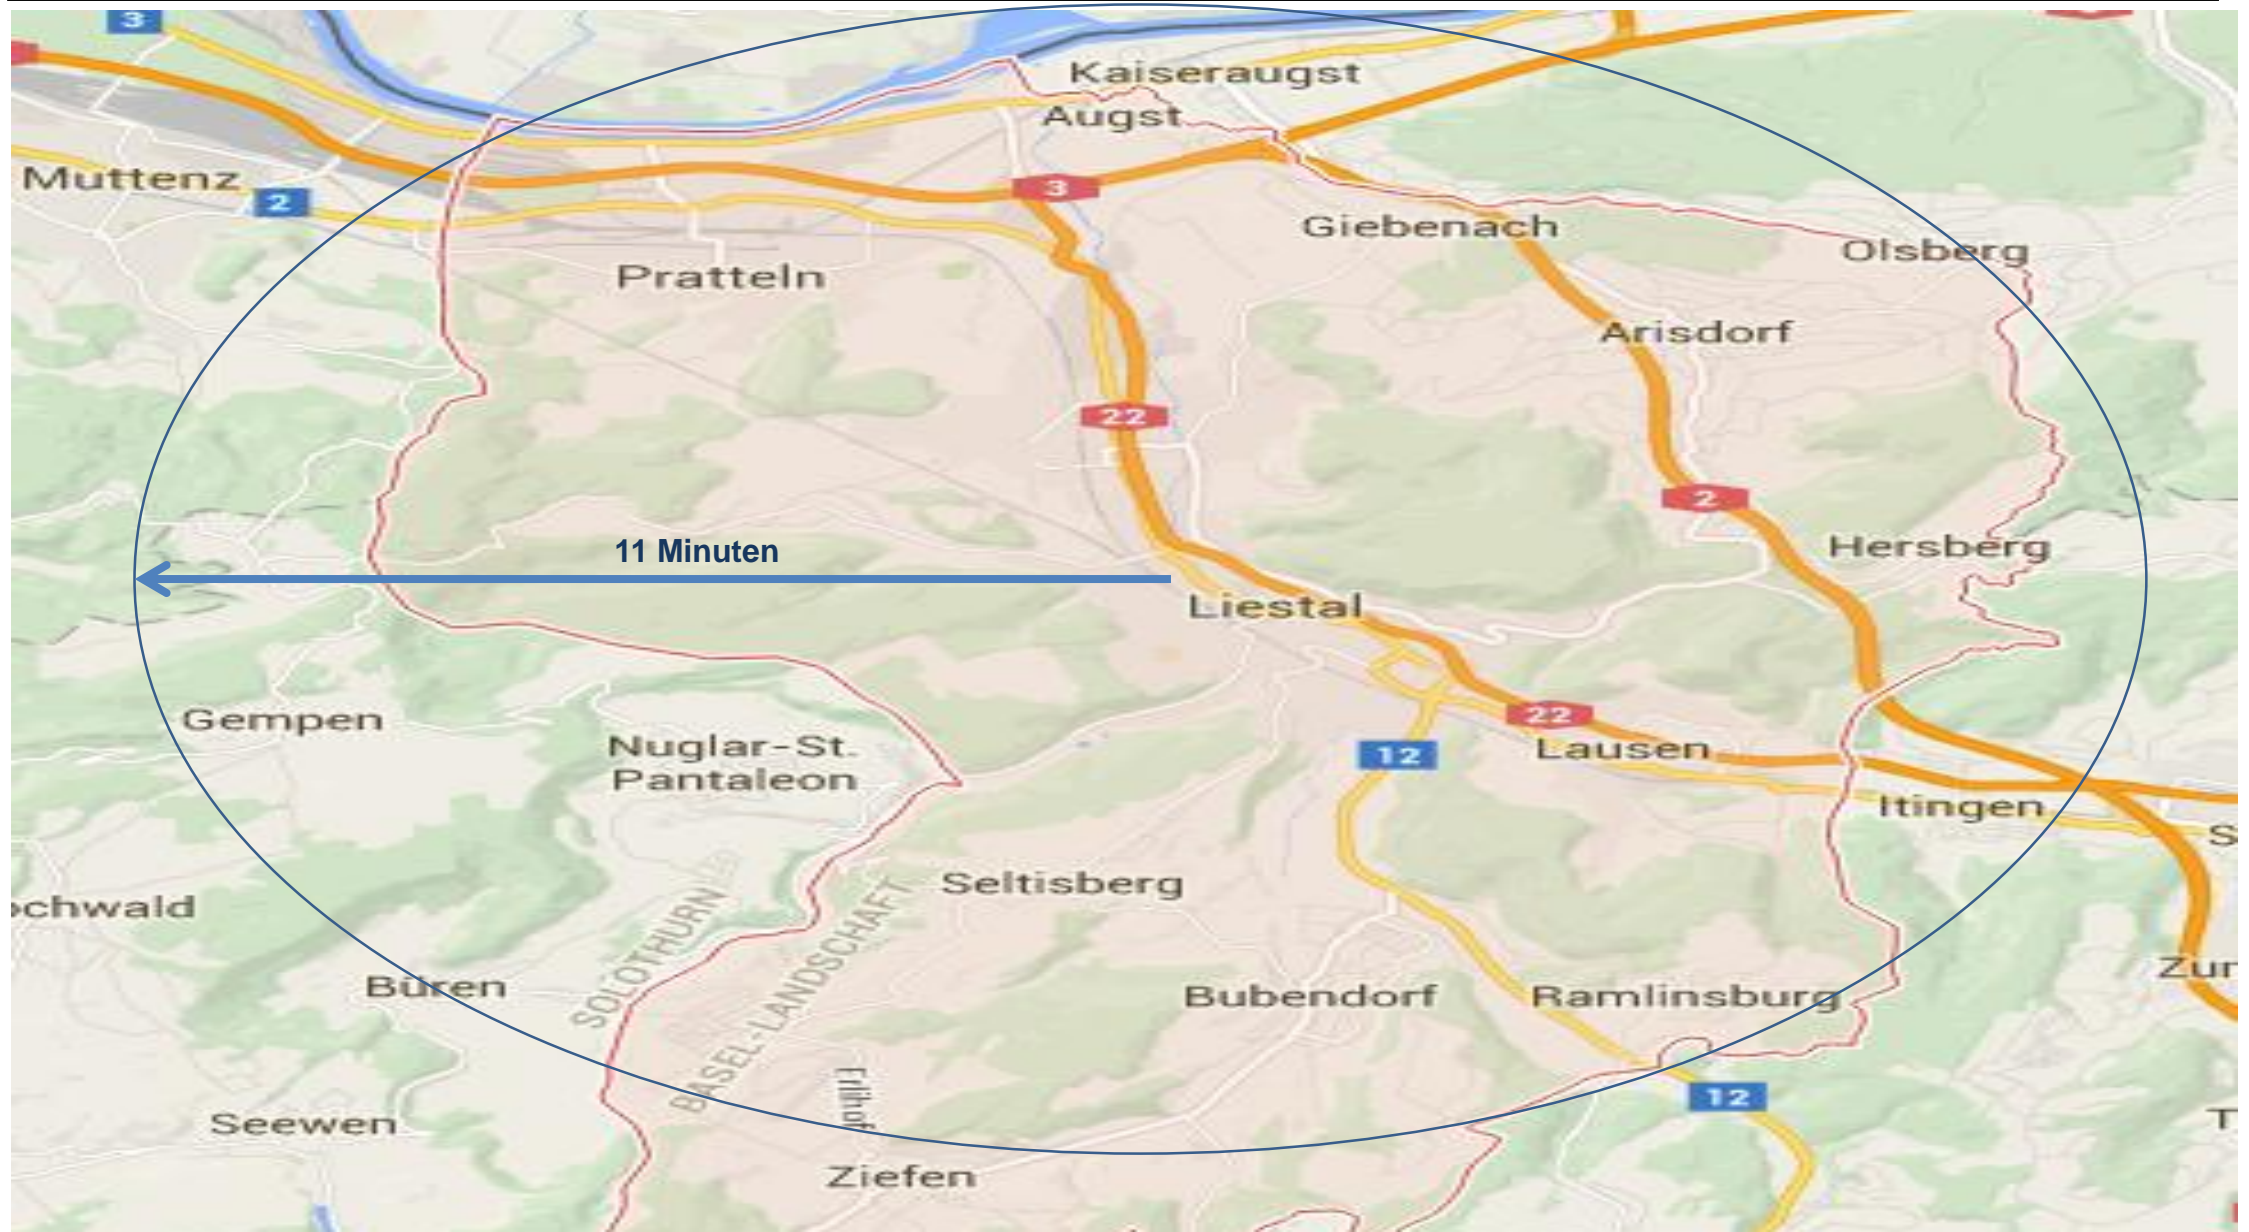 3
Kaiseraugst
Augst
Muttenz
2
3
Giebenach
Olsberg
Pratteln
Arisdorf
22
2
11 Minuten
Hersberg
Liestal
Gempen
Nuglar-St.
Pantaleon
22
12
Lausen
Itingen
S
Seltisberg
ochwald
SOLOTHURN
BASEL-LANDSCHAFT
Zur
Büren
Bubendorf
Ramlinsburg
12
Seewen
T
Ziefen